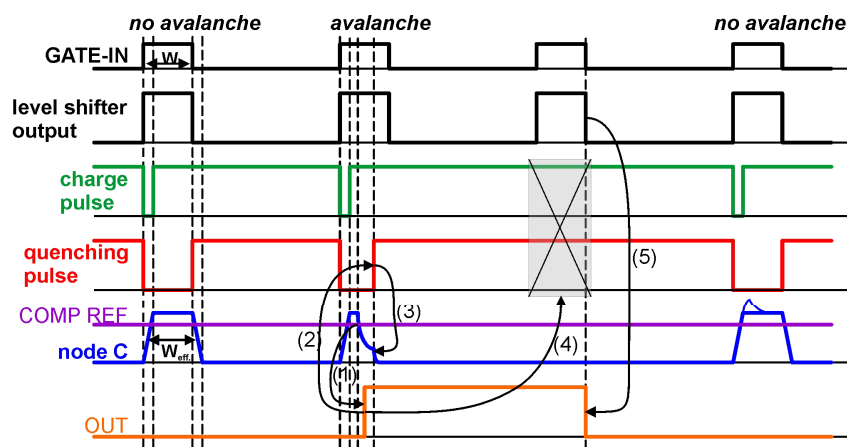 no avalanche
avalanche
no avalanche
GATE-IN
W
level shifter
output
charge
pulse
quenching
pulse
(5)
COMP REF
(3)
node C
Weff.
(2)
(1)
(4)
OUT